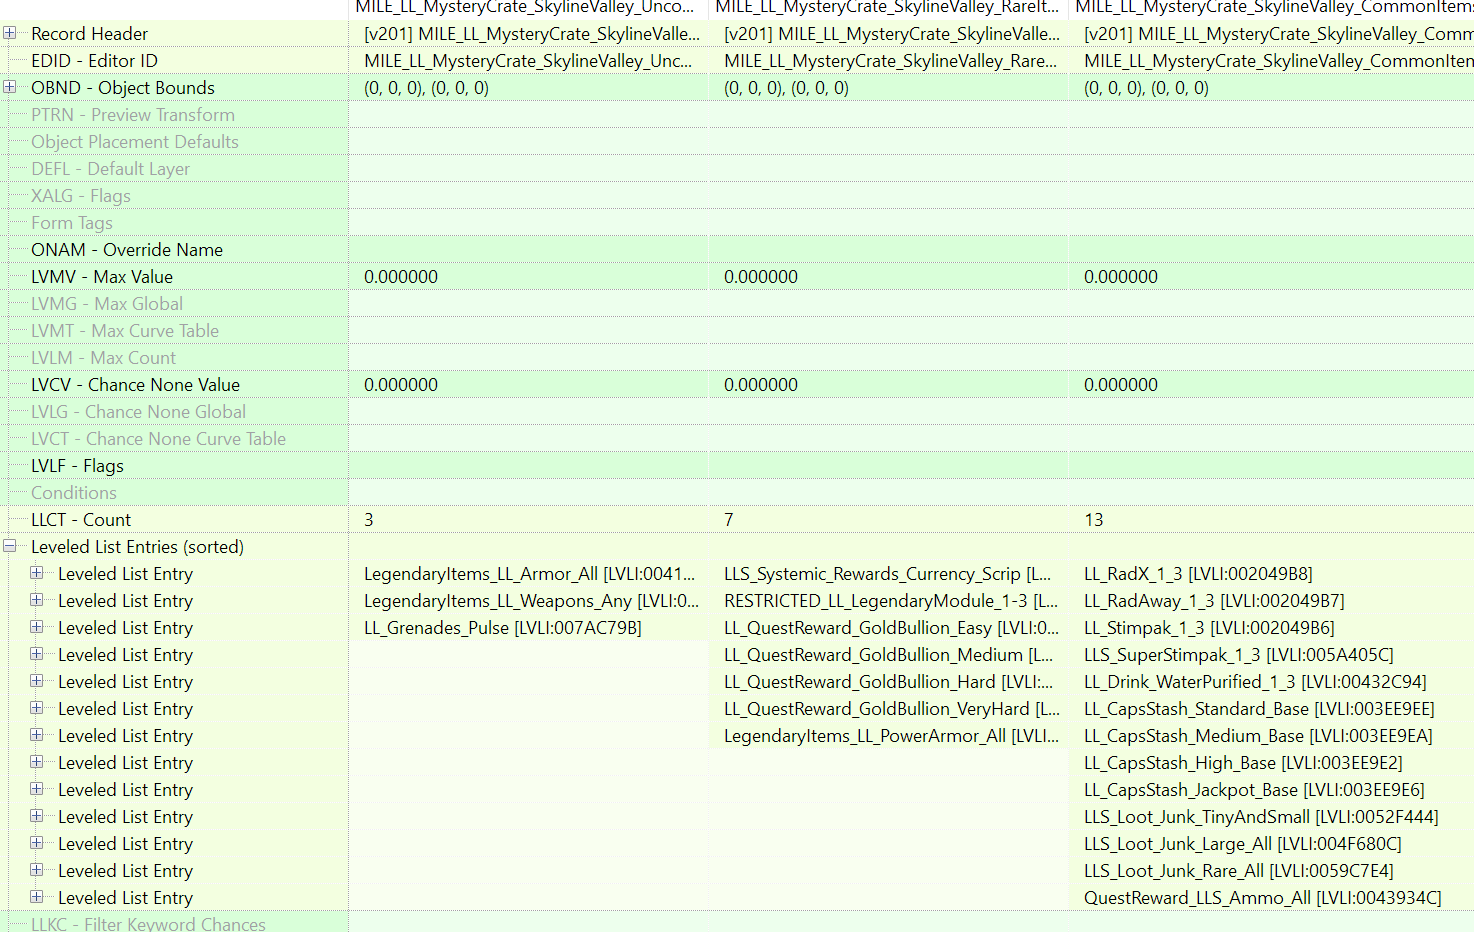 MILE_LL_MysteryCrate_SkylineValley_Unco... MILE_LL_MysteryCrate_SkylineValley_RareIt... MILE_LL_MysteryCrate_SkylineValley_CommonItems
Record Header [v201] MILE_LL_MysteryCrate_SkylineValle... [v201] MILE_LL_MysteryCrate_SkylineValle... [v201] MILE_LL_MysteryCrate_SkylineValley_Comm
EDID - Editor ID MILE_LL_MysteryCrate_SkylineValley_Unc... MILE_LL_MysteryCrate_SkylineValley_Rare... MILE_LL_MysteryCrate_SkylineValley_CommonItem
OBND - Object Bounds (0, 0, 0), (0, 0, 0) (0, 0, 0), (0, 0, 0) (0, 0, 0), (0, 0, 0)
PTRN - Preview Transform
Object Placement Defaults
DEFL - Default Layer
XALG - Flags
Form Tags
ONAM - Override Name
LVMV - Max Value 0.000000 0.000000 0.000000
LVMG - Max Global
LVMT - Max Curve Table
LVLM - Max Count
LVCV - Chance None Value 0.000000 0.000000 0.000000
LVLG - Chance None Global
LVCT - Chance None Curve Table
LVLF - Flags
Conditions
LLCT - Count 3 7 13
Leveled List Entries (sorted)
Leveled List Entry LegendaryItems_LL_Armor_All [LVLI:0041... LLS_Systemic_Rewards_Currency_Scrip [L... LL_RadX_1_3 [LVLI:002049B8]
Leveled List Entry LegendaryItems_LL_Weapons_Any [LVLI:0... RESTRICTED_LL_LegendaryModule_1-3 [L... LL_RadAway_1_3 [LVLI:002049B7]
Leveled List Entry LL_Grenades_Pulse [LVLI:007AC79B] LL_QuestReward_GoldBullion_Easy [LVLI:0... LL_Stimpak_1_3 [LVLI:002049B6]
Leveled List Entry LL_QuestReward_GoldBullion_Medium [L... LLS_SuperStimpak_1_3 [LVLI:005A405C]
Leveled List Entry LL_QuestReward_GoldBullion_Hard [LVLI:... LL_Drink_WaterPurified_1_3 [LVLI:00432C94]
Leveled List Entry LL_QuestReward_GoldBullion_VeryHard [L... LL_CapsStash_Standard_Base [LVLI:003EE9EE]
Leveled List Entry LegendaryItems_LL_PowerArmor_All [LVLI... LL_CapsStash_Medium_Base [LVLI:003EE9EA]
Leveled List Entry LL_CapsStash_High_Base [LVLI:003EE9E2]
Leveled List Entry LL_CapsStash_Jackpot_Base [LVLI:003EE9E6]
Leveled List Entry LLS_Loot_Junk_TinyAndSmall [LVLI:0052F444]
Leveled List Entry LLS_Loot_Junk_Large_All [LVLI:004F680C]
Leveled List Entry LLS_Loot_Junk_Rare_All [LVLI:0059C7E4]
Leveled List Entry QuestReward_LLS_Ammo_All [LVLI:0043934C]
LLKC - Filter Keyword Chances